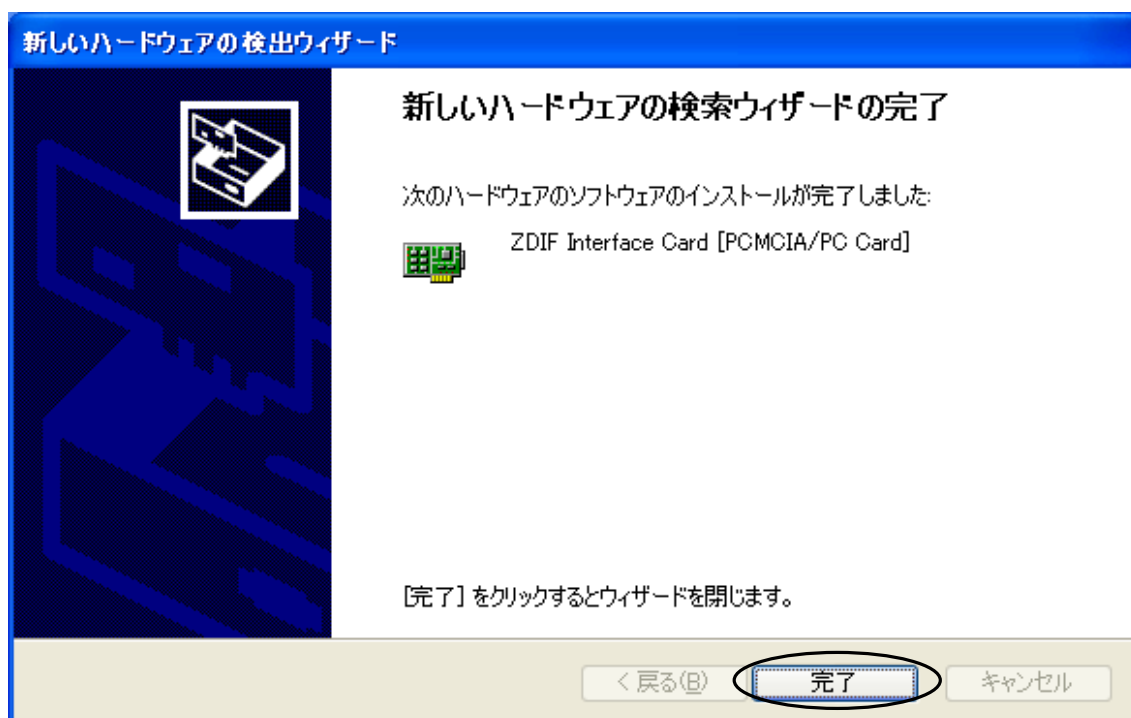 新しいハードウェアの検出ウィザード
新しいハードウェアの検索ウィザードの完了
次のハードウェアのソフトウェアのインストールが完了しました:
ZDIF Interface Card [PCMCIA/PC Card]
[完了] をクリックするとウィザードを閉じます。
< 戻る(B) 完了 キャンセル